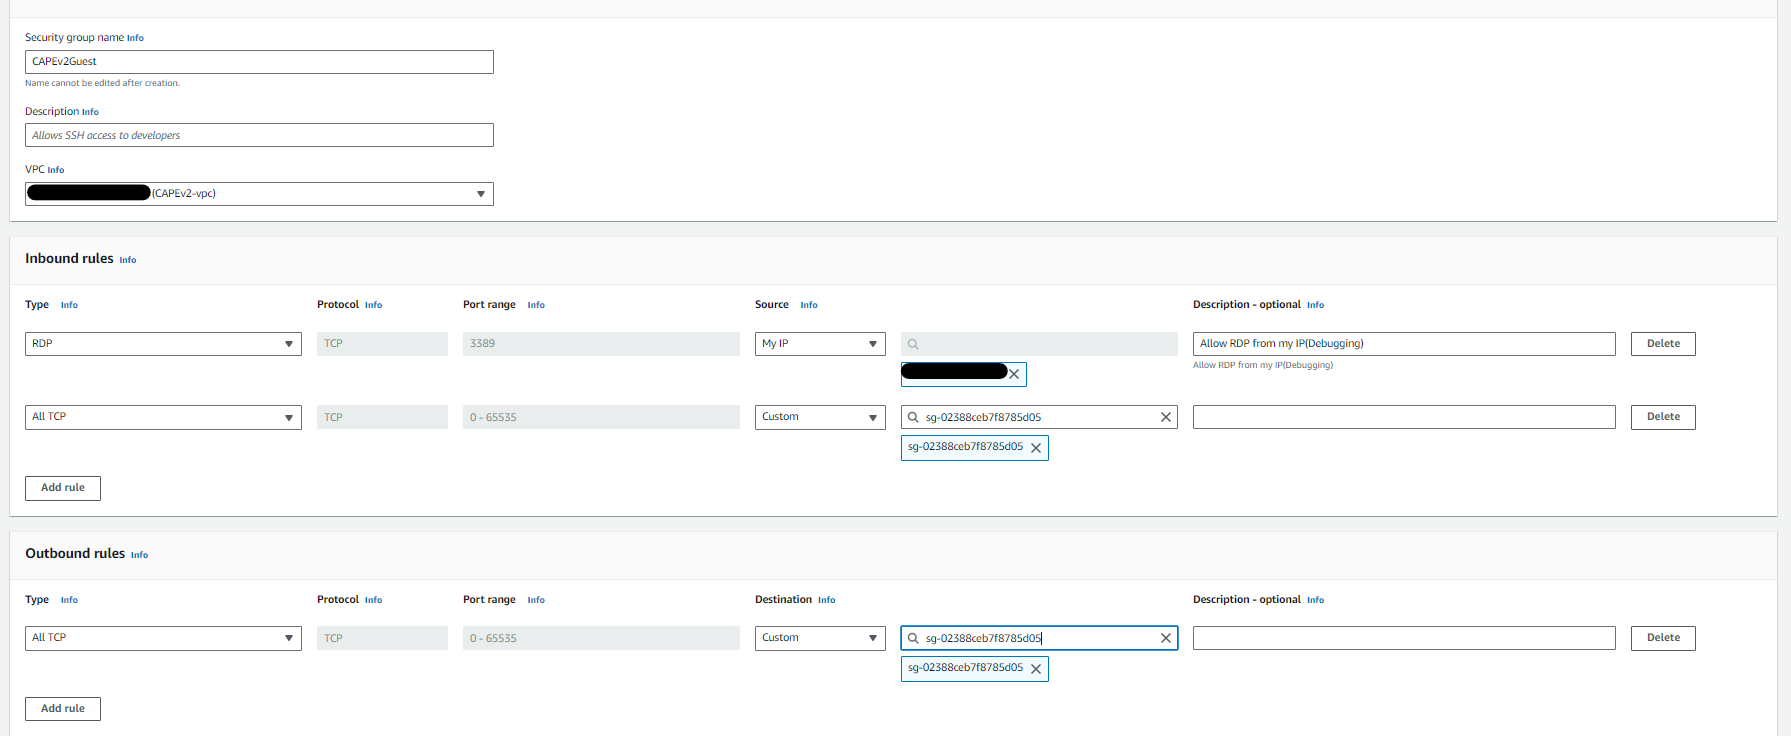 Security group name Info
CAPEv2Guest
Name cannot be edited after creation.
Description Info
Allows SSH access to developers
VPC Info
(CAPEv2-vpc)
Inbound rules Info
Type Info Protocol Info Port range Info Source Info Description - optional Info
RDP TCP 3389 My IP Allow RDP from my IP(Debugging) Delete
Allow RDP from my IP(Debugging)
All TCP TCP 0 - 65535 Custom sg-02388ceb7f8785d05 Delete
sg-02388ceb7f8785d05
Add rule
Outbound rules Info
Type Info Protocol Info Port range Info Destination Info Description - optional Info
All TCP TCP 0 - 65535 Custom sg-02388ceb7f8785d05 Delete
sg-02388ceb7f8785d05
Add rule